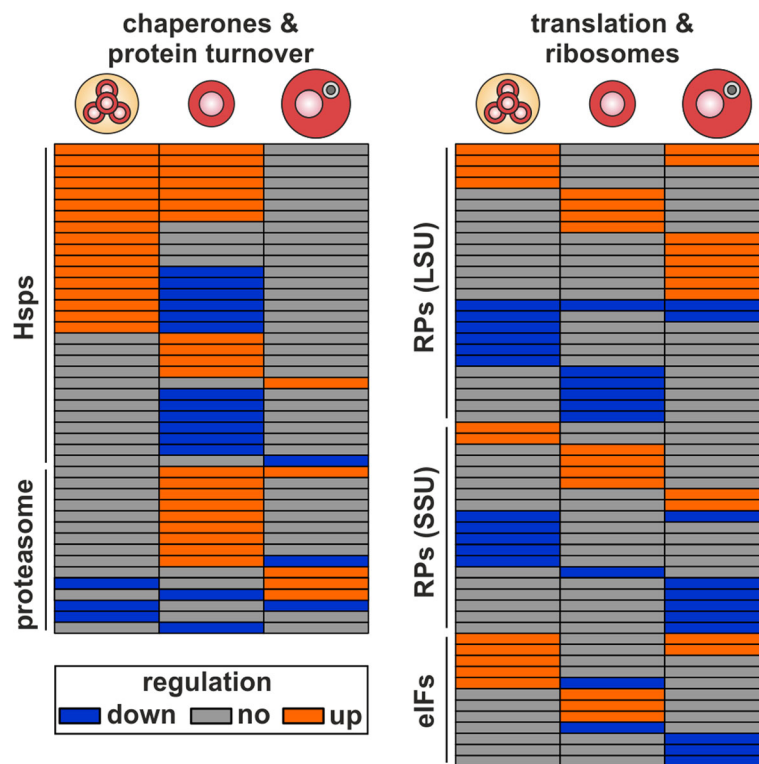 chaperones &
protein turnover
translation &
ribosomes
Hsps
proteasome
RPs (LSU)
RPs (SSU)
eIFs
regulation
down no up